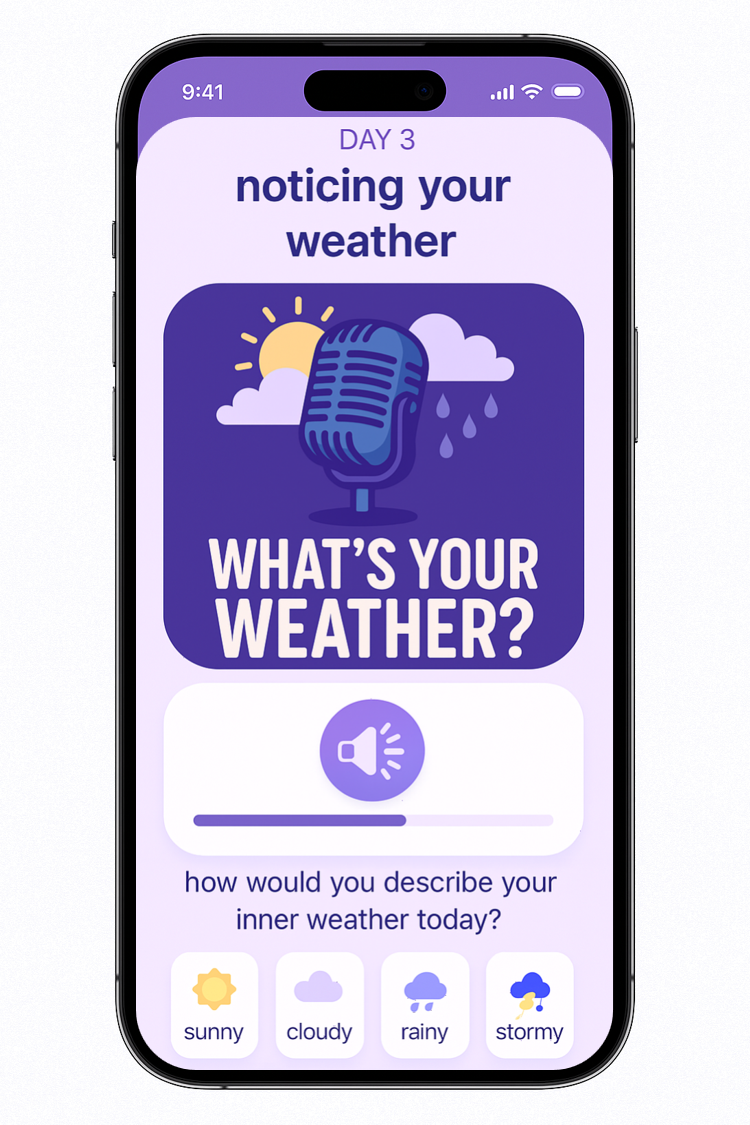 9:41
DAY 3
noticing your
weather
WHAT'S YOUR
WEATHER?
how would you describe your
inner weather today?
sunny
cloudy
rainy
stormy